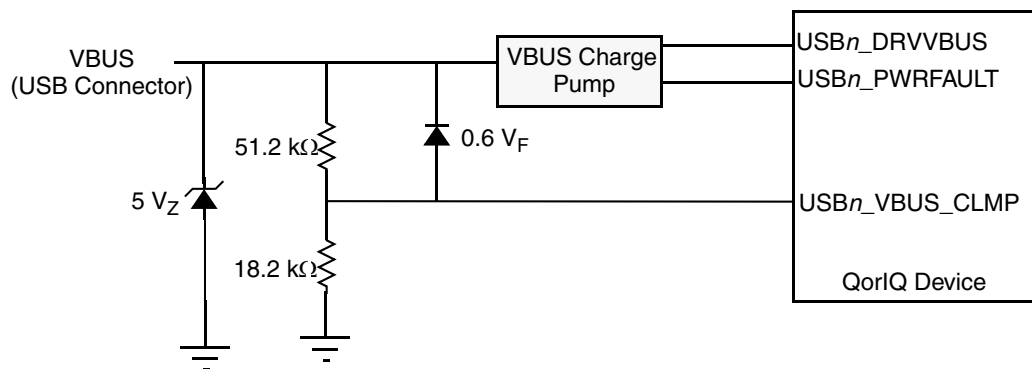 VBUS
(USB Connector)
VBUS Charge
Pump
USBn_DRVVBUS
USBn_PWRFAULT
51.2 kΩ
0.6 VF
5 VZ
USBn_VBUS_CLMP
18.2 kΩ
QorIQ Device